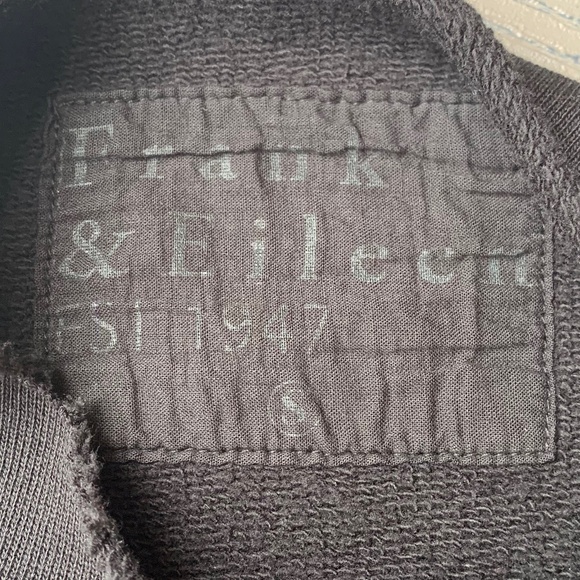 Frank
& Eileen
EST 1947
S